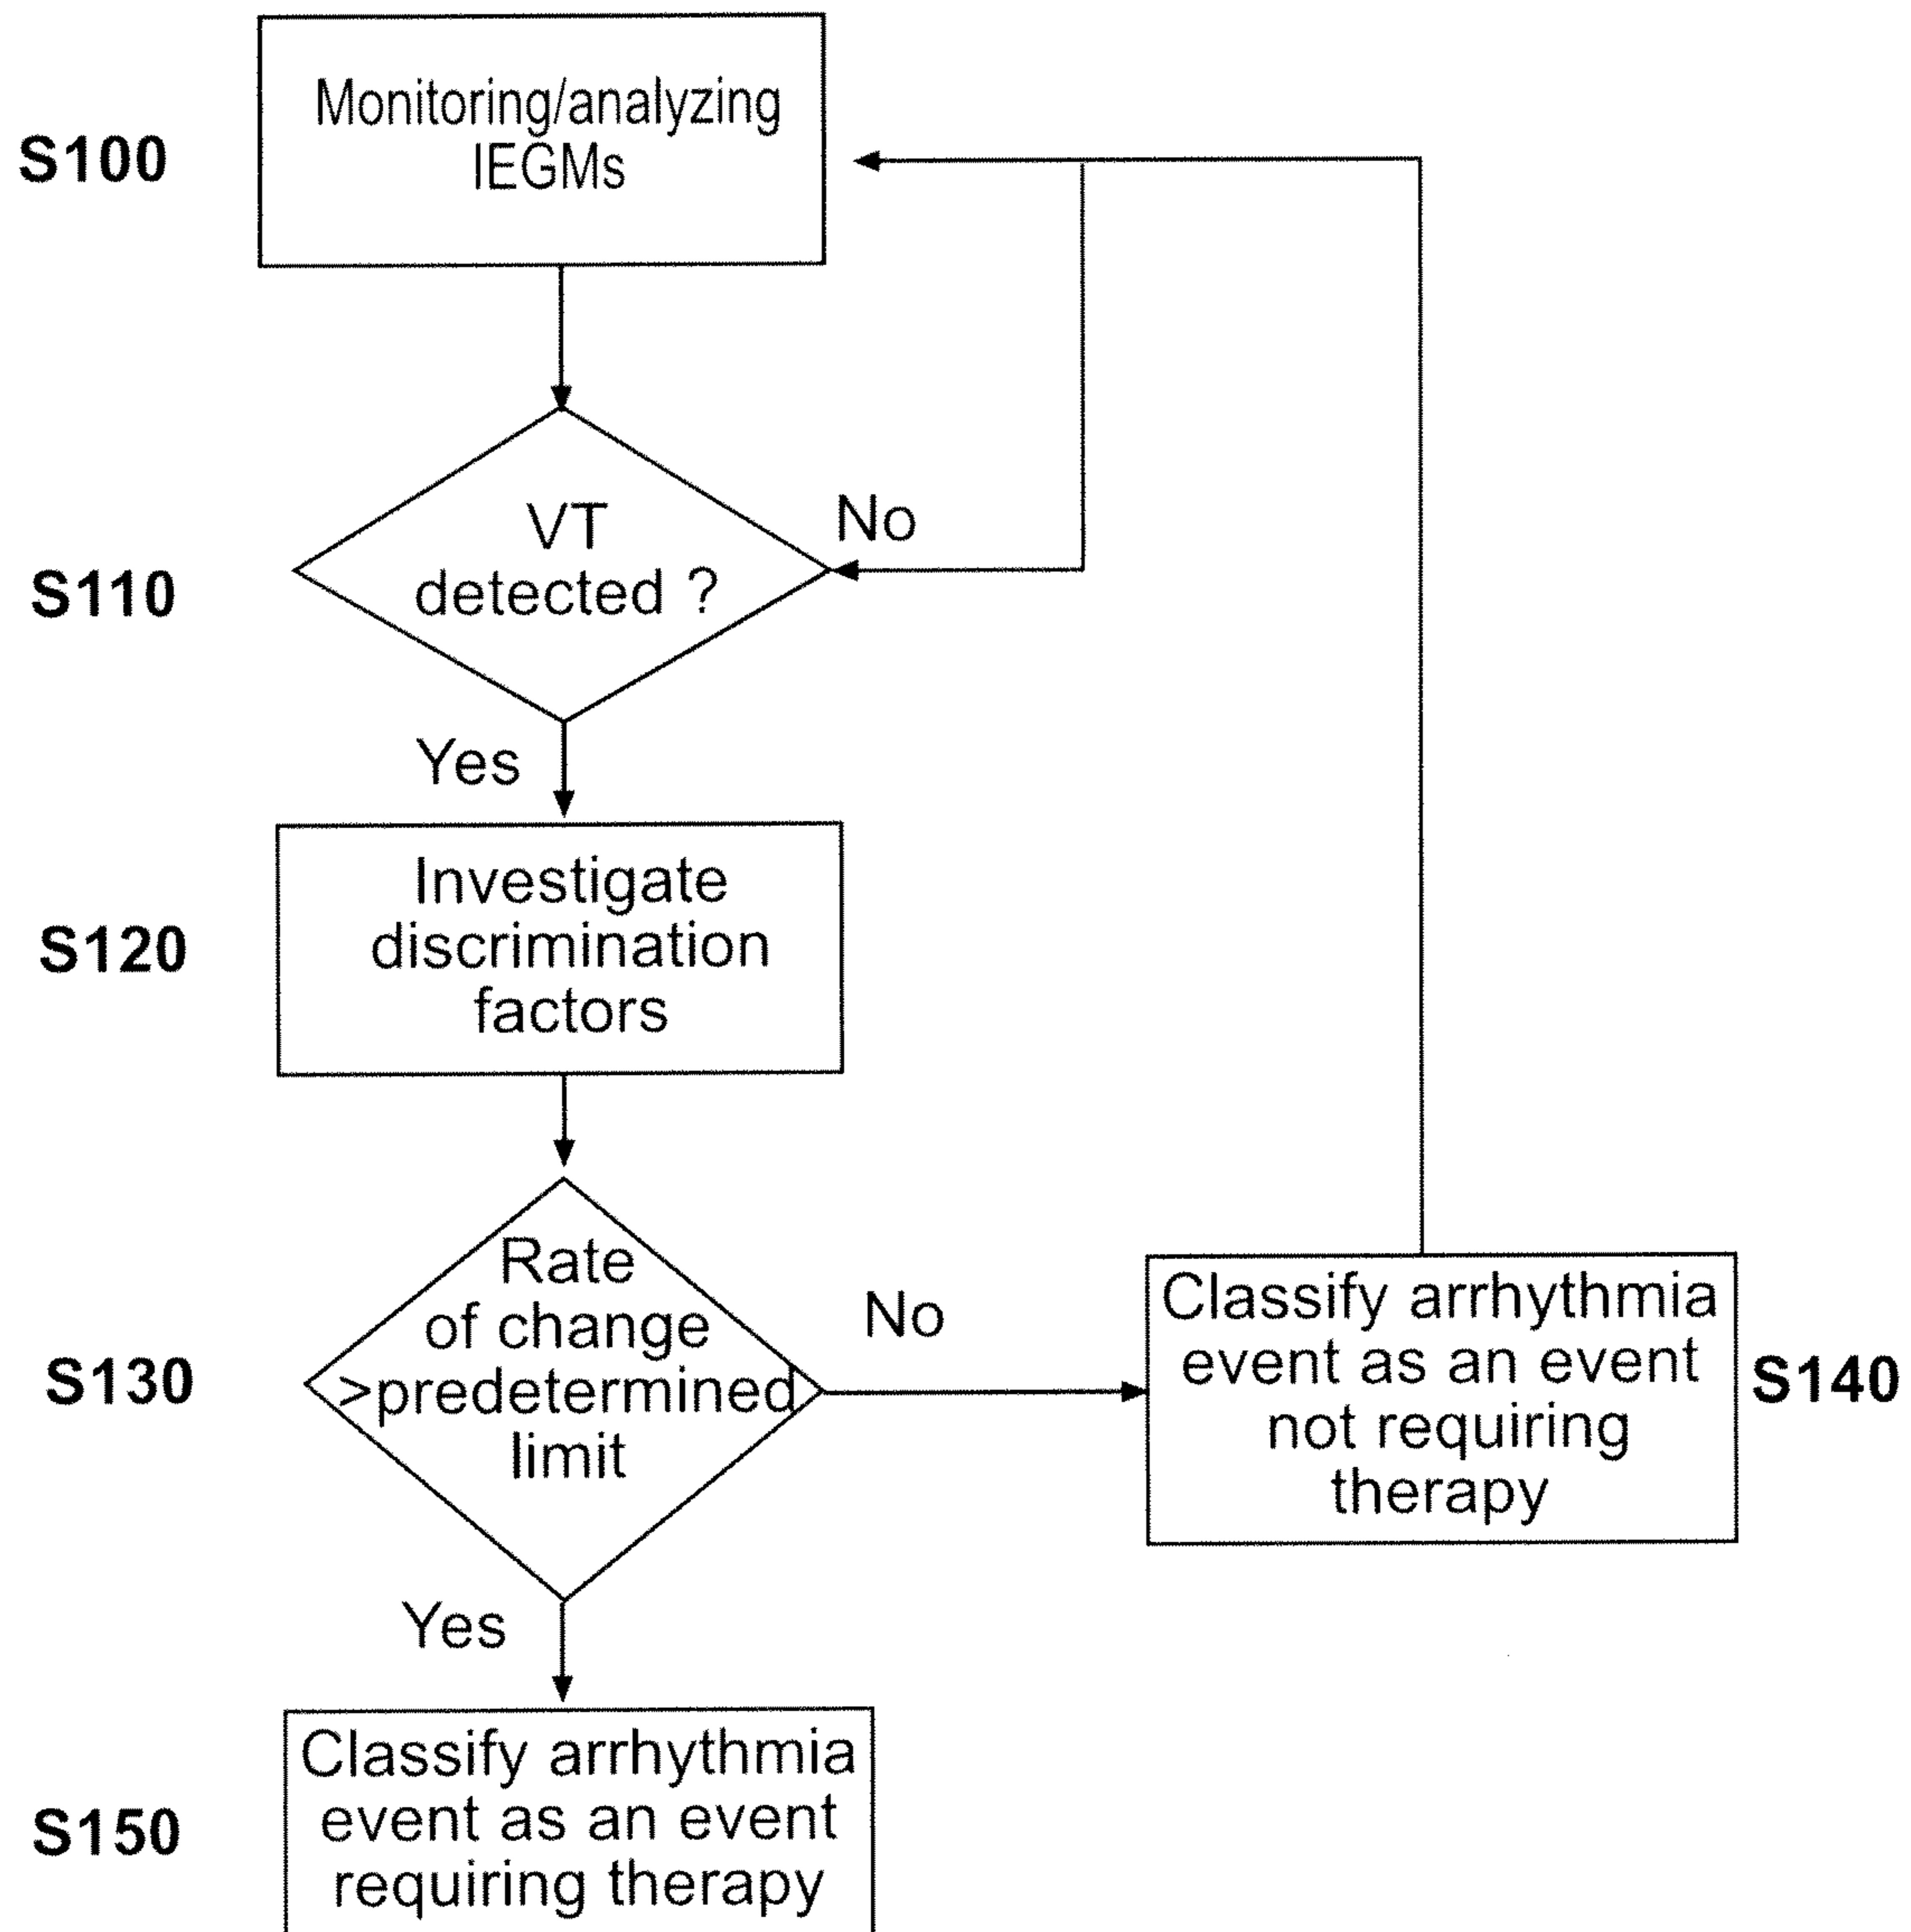 Monitoring/analyzing
IEGMs
S100
VT
detected ?
No
S110
Yes
Investigate
discrimination
factors
S120
Rate
of change
>predetermined
limit
No
S130
Classify arrhythmia
event as an event
not requiring
therapy
S140
Yes
Classify arrhythmia
event as an event
requiring therapy
S150